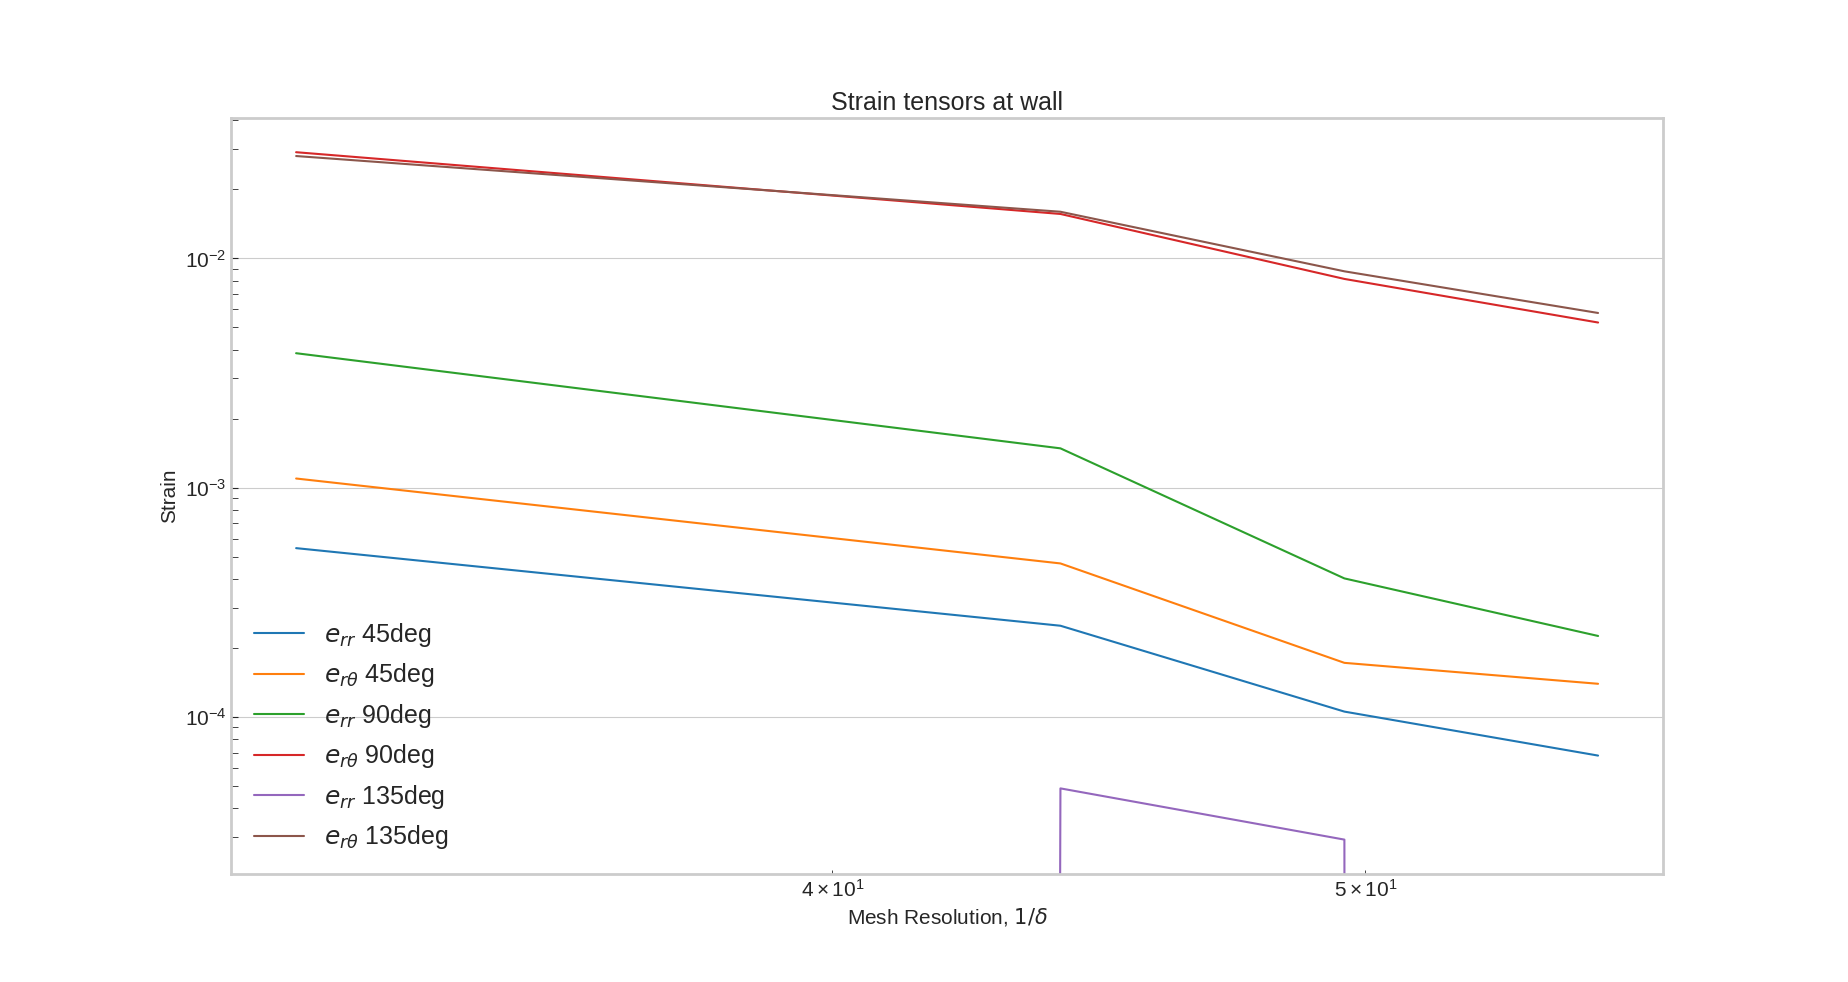 Strain tensors at wall
10⁻²
10⁻³
10⁻⁴
Strain
e_rr 45deg
e_rθ 45deg
e_rr 90deg
e_rθ 90deg
e_rr 135deg
e_rθ 135deg
4×10¹
5×10¹
Mesh Resolution, 1/δ